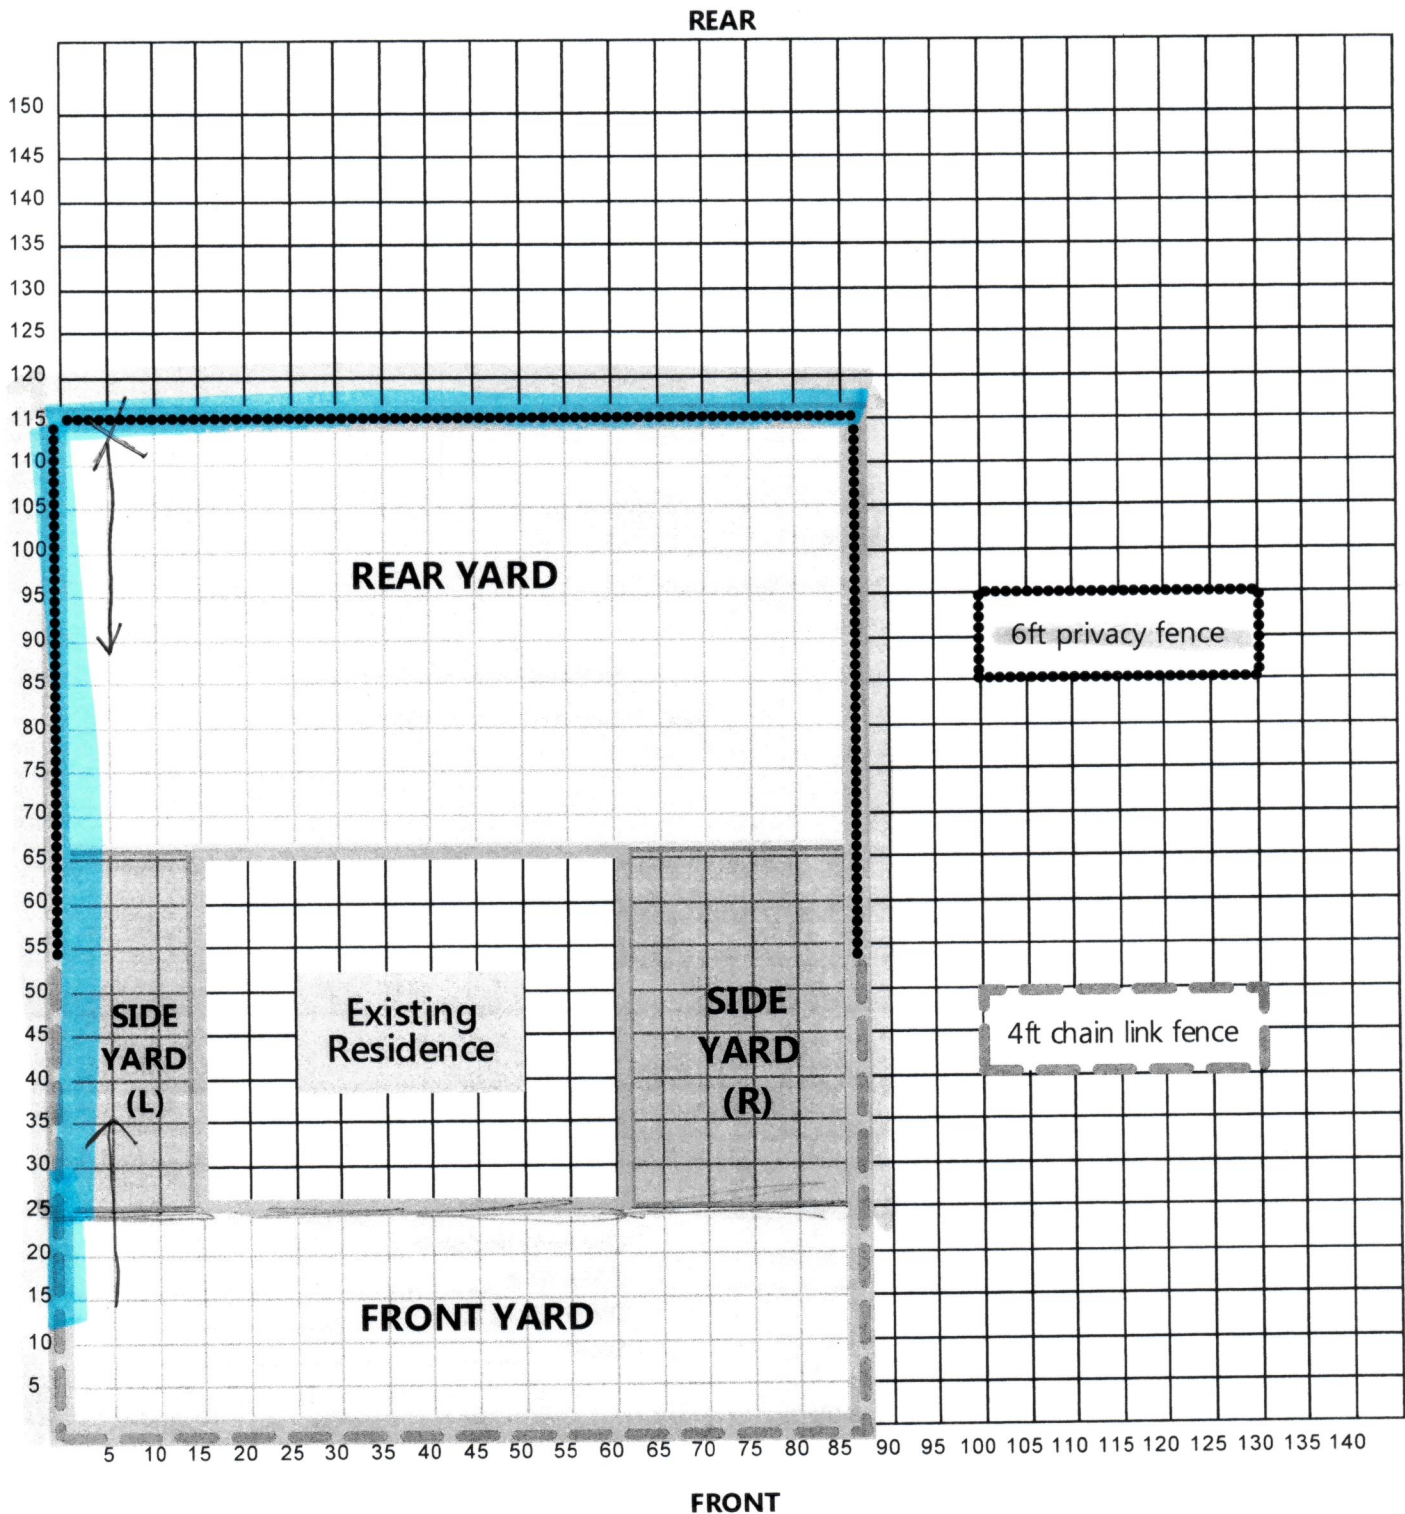 REAR
150
145
140
135
130
125
120
115
110
105
100
95
90
85
80
75
70
65
60
55
50
45
40
35
30
25
20
15
10
5
REAR YARD
6ft privacy fence
SIDE
YARD
(L)
Existing
Residence
SIDE
YARD
(R)
4ft chain link fence
FRONT YARD
5 10 15 20 25 30 35 40 45 50 55 60 65 70 75 80 85 90 95 100 105 110 115 120 125 130 135 140
FRONT